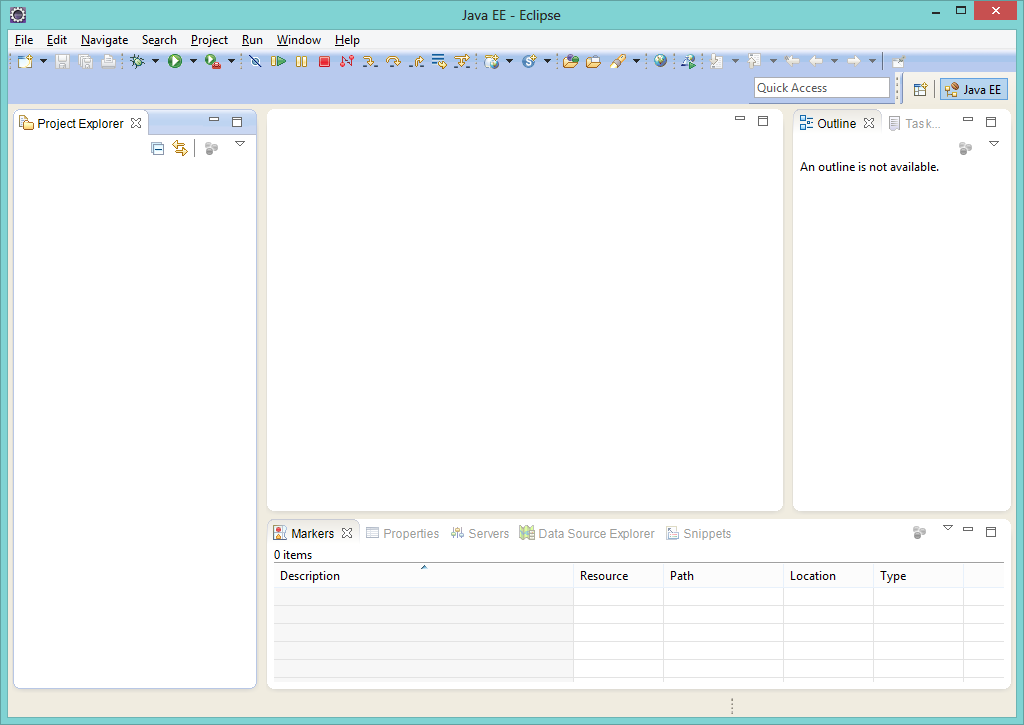 Java EE - Eclipse
File Edit Navigate Search Project Run Window Help
Quick Access
Java EE
Project Explorer
Outline
Task...
An outline is not available.
Markers Properties Servers Data Source Explorer Snippets
0 items
Description Resource Path Location Type